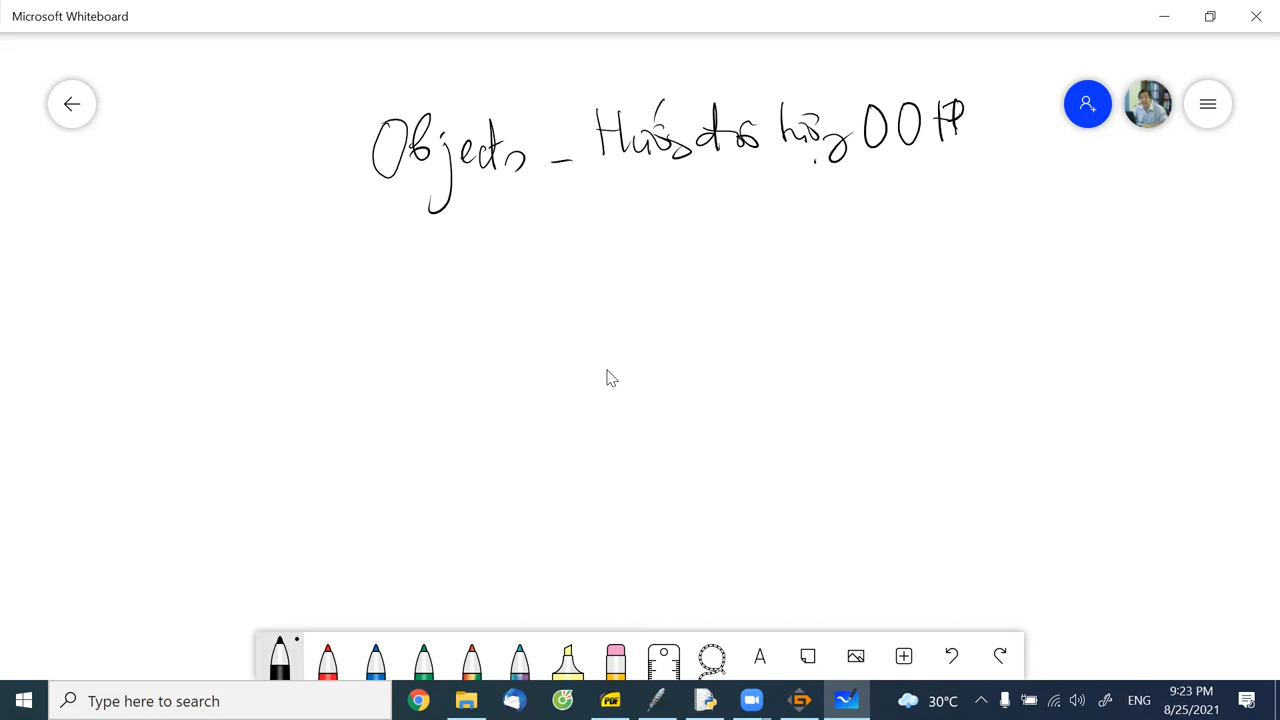 Microsoft Whiteboard
Objects - Hướng đối tượng OOP
A
PDF
Type here to search
30°C
ENG
9:23 PM
8/25/2021